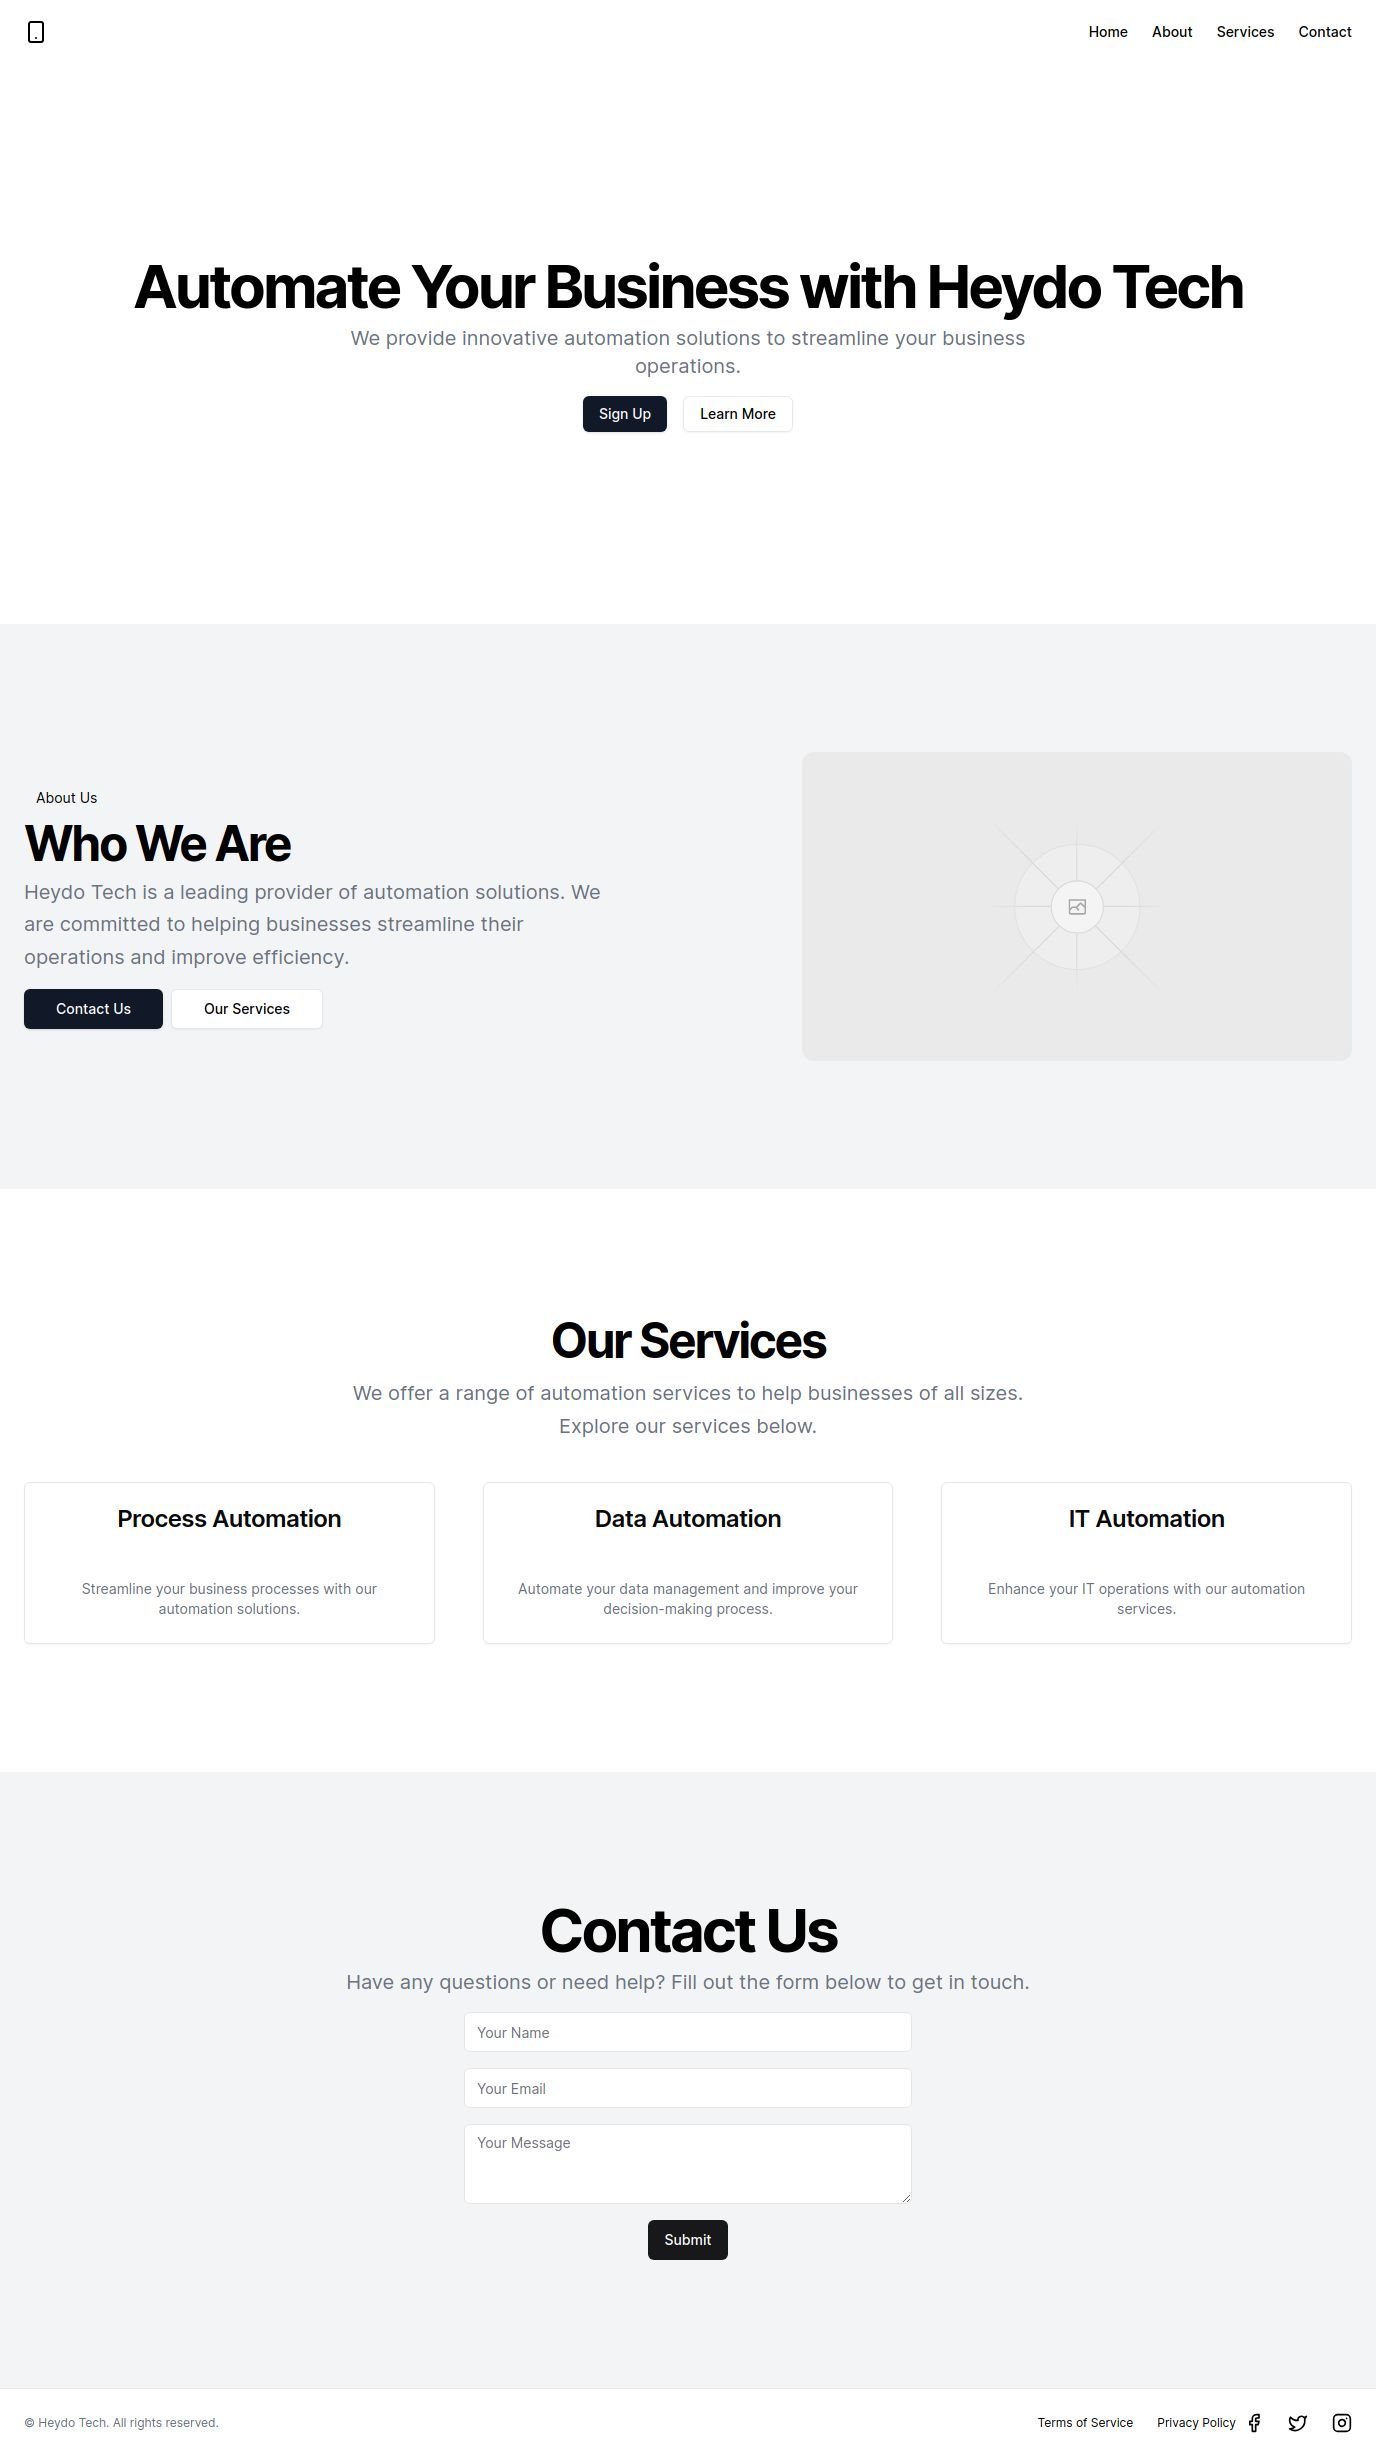 Home About Services Contact
Automate Your Business with Heydo Tech
We provide innovative automation solutions to streamline your business
operations.
Sign Up Learn More
About Us
Who We Are
Heydo Tech is a leading provider of automation solutions. We
are committed to helping businesses streamline their
operations and improve efficiency.
Contact Us Our Services
Our Services
We offer a range of automation services to help businesses of all sizes.
Explore our services below.
Process Automation
Streamline your business processes with our
automation solutions.
Data Automation
Automate your data management and improve your
decision-making process.
IT Automation
Enhance your IT operations with our automation
services.
Contact Us
Have any questions or need help? Fill out the form below to get in touch.
Your Name
Your Email
Your Message
Submit
© Heydo Tech. All rights reserved.
Terms of Service Privacy Policy